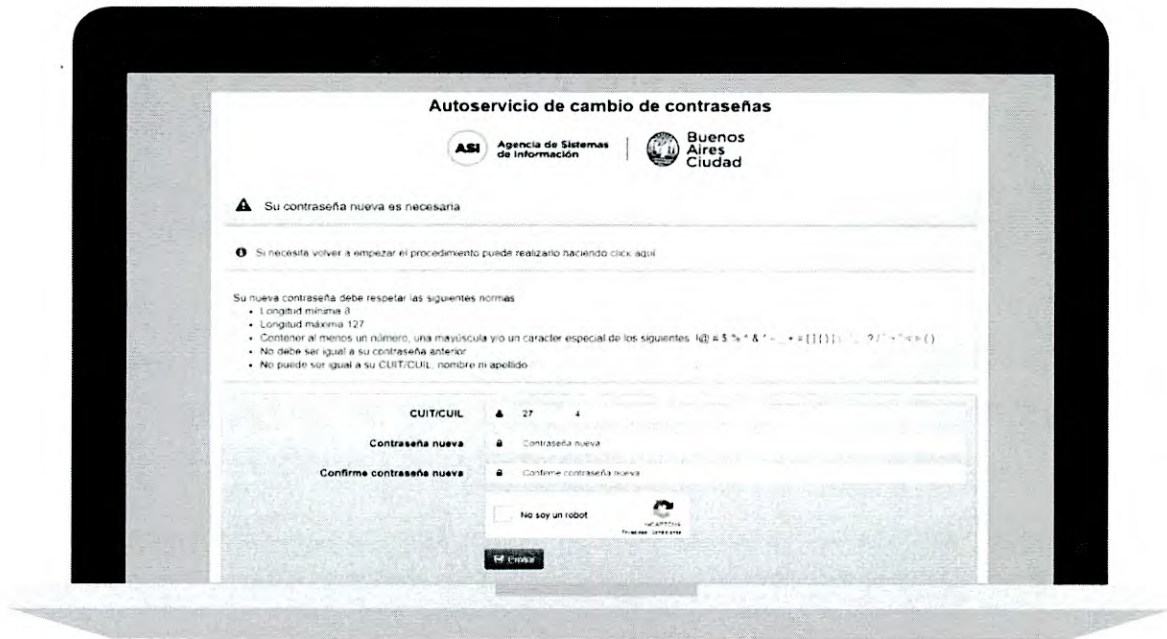 Autoservicio de cambio de contraseñas
ASI Agencia de Sistemas
de Información
Buenos
Aires
Ciudad
Su contraseña nueva es necesaria
Si necesita volver a empezar el procedimiento puede realizarlo haciendo click aquí
Su nueva contraseña debe respetar las siguientes normas
• Longitud mínima 8
• Longitud máxima 127
• Contener al menos un número, una mayúscula y/o un caracter especial de los siguientes
• No debe ser igual a su contraseña anterior
• No puede ser igual a su CUIT/CUIL, nombre ni apellido
CUIT/CUIL 27 4
Contraseña nueva Contraseña nueva
Confirme contraseña nueva Confirme contraseña nueva
No soy un robot
reCAPTCHA
Enviar